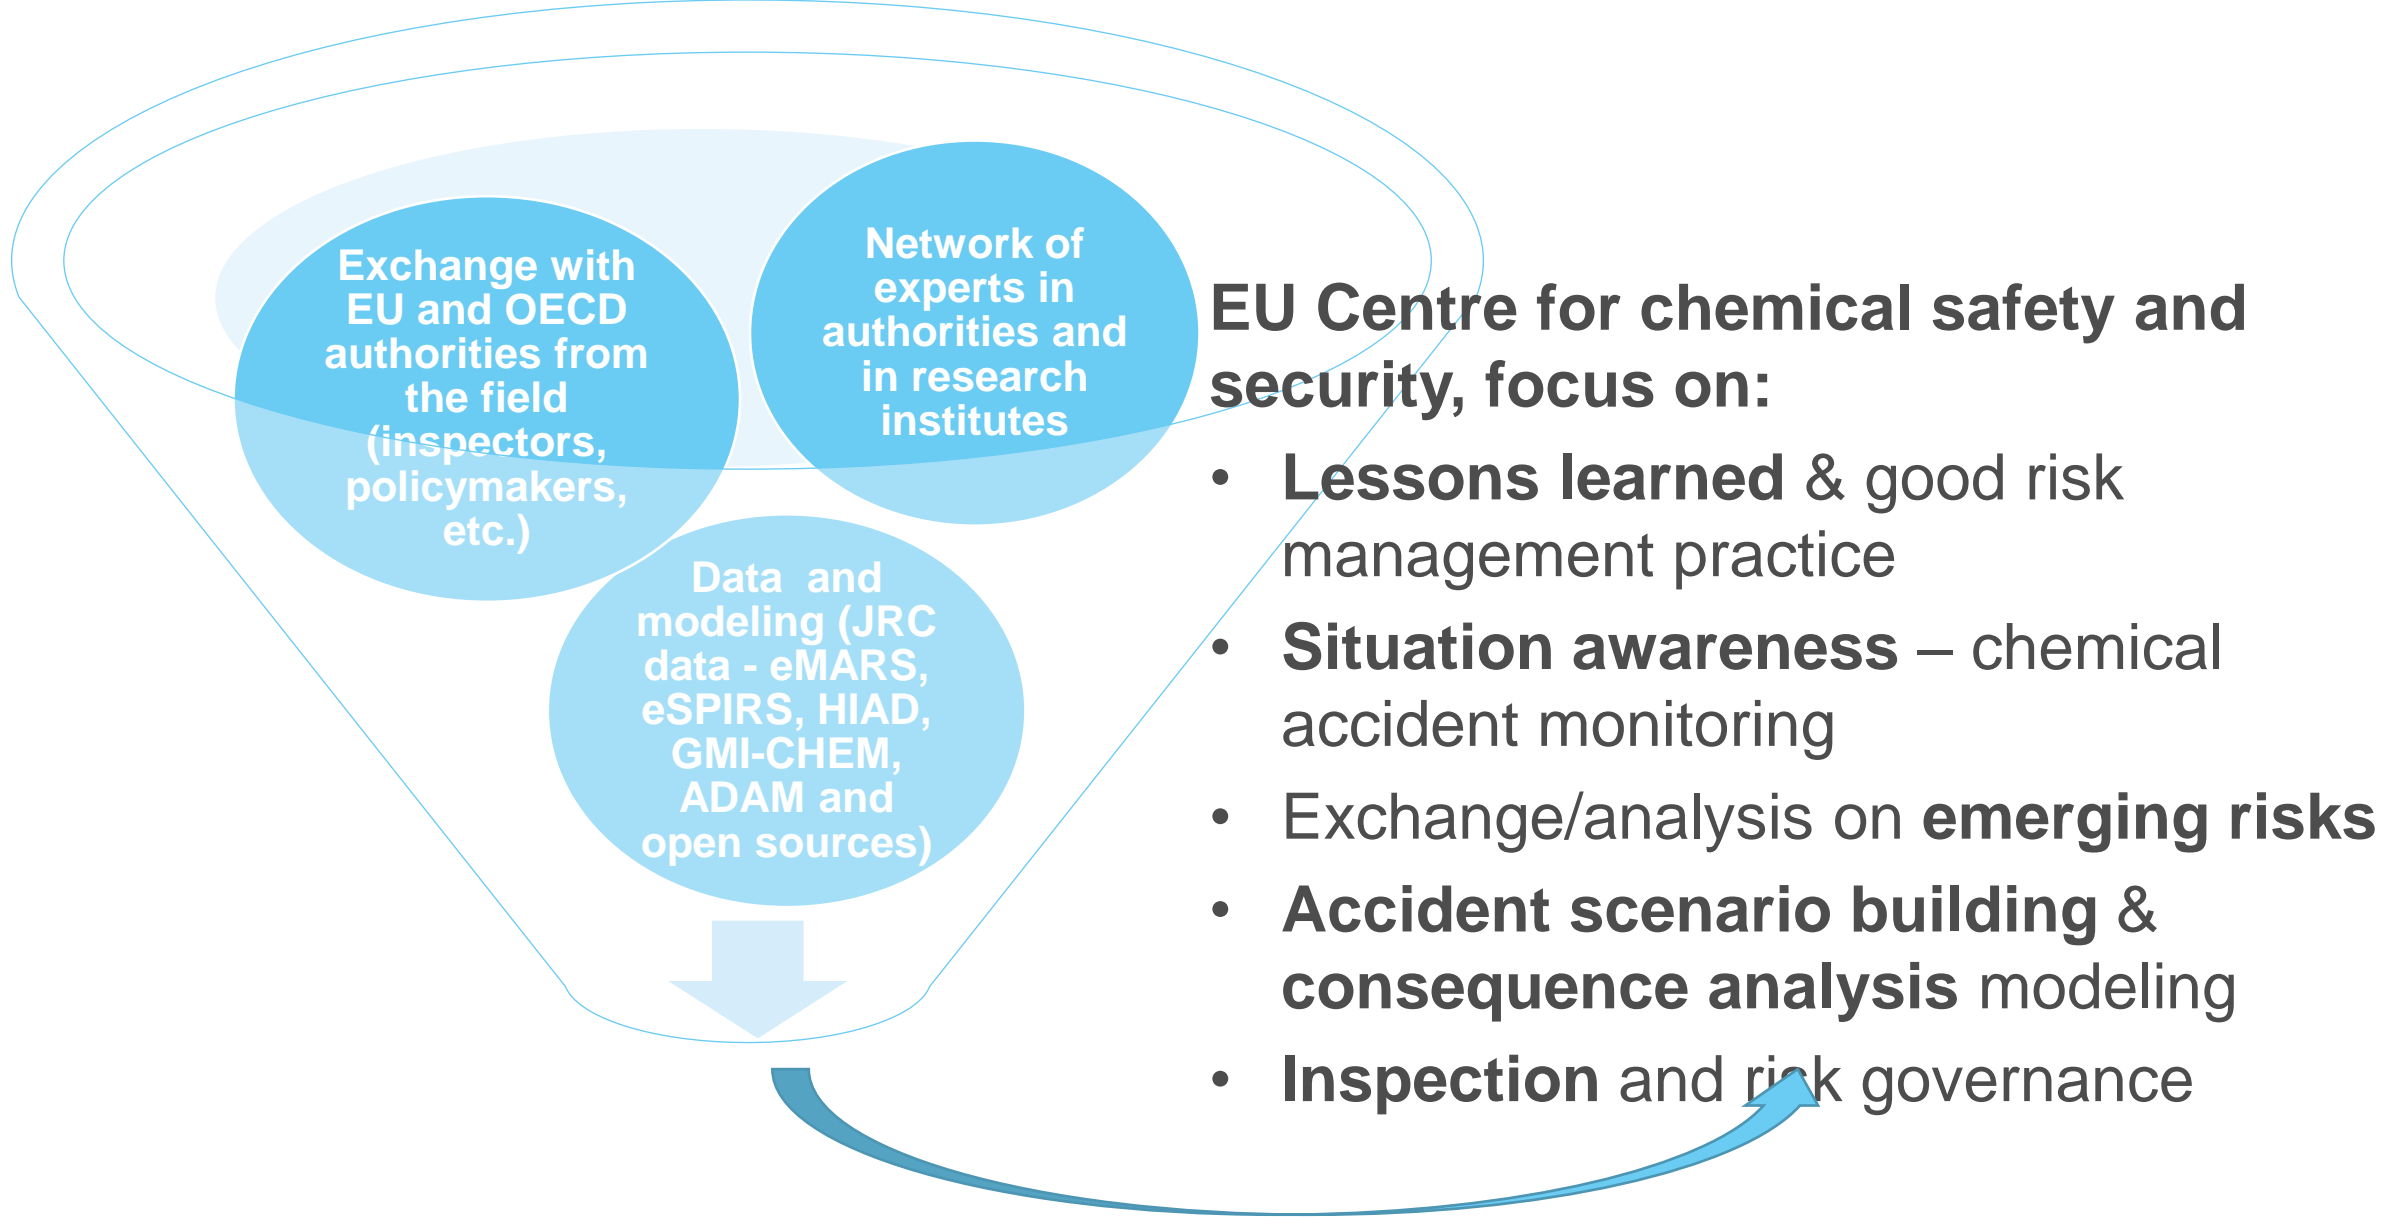 Exchange with
EU and OECD
authorities from
the field
(inspectors,
policymakers,
etc.)
Network of
experts in
authorities and
in research
institutes
Data and
modeling (JRC
data - eMARS,
eSPIRS, HIAD,
GMI-CHEM,
ADAM and
open sources)
EU Centre for chemical safety and
security, focus on:
• Lessons learned & good risk
management practice
• Situation awareness – chemical
accident monitoring
• Exchange/analysis on emerging risks
• Accident scenario building &
consequence analysis modeling
• Inspection and risk governance